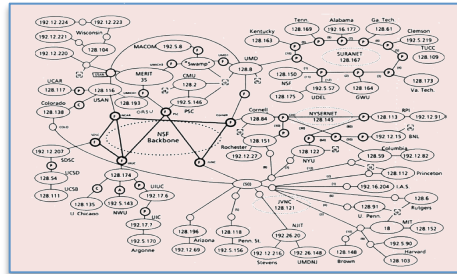 192.12.224
192.12.223
Wisconsin
192.12.221
128.104
192.12.220
MACOM
192.5.8
UMD
128.8
"Swamp"
Tenn.
Alabama
Ga. Tech
Kentucky
192.16.177
128.61
Clemson
128.163
128.169
192.5.219
SURANET
128.167
TUCC
128.109
UCAR
128.117
128.116
USAN
MERIT
35
CMU
128.2
128.150
NSF
128.175
192.5.57
UDEL
128.164
GWU
128.173
Va. Tech.
Colorado
128.138
128.193
192.5.146
PSC
Cornell
128.84
NYSERNET
128.145
128.113
RPI
NSF
Backbone
128.151
Rochester
192.12.15
BNL
192.12.207
SDSC
128.54
UCSD
UCSB
128.111
128.174
UIUC
192.17.6
128.135
U. Chicago
192.5.143
NWU
UIC
192.17.7
192.5.170
Argonne
192.5.27
128.122
NYU
Columbia
128.59
192.12.82
128.112
Princeton
192.16.204
I.A.S
128.6
Rutgers
128.91
U. Penn.
JVNC
128.121
128.196
Arizona
192.12.69
128.118
Penn. St.
192.5.156
NJIT
192.26.20
192.12.216
Stevens
192.26.148
UMDNJ
MIT
18
128.152
192.5.90
Harvard
128.103
128.148
Brown